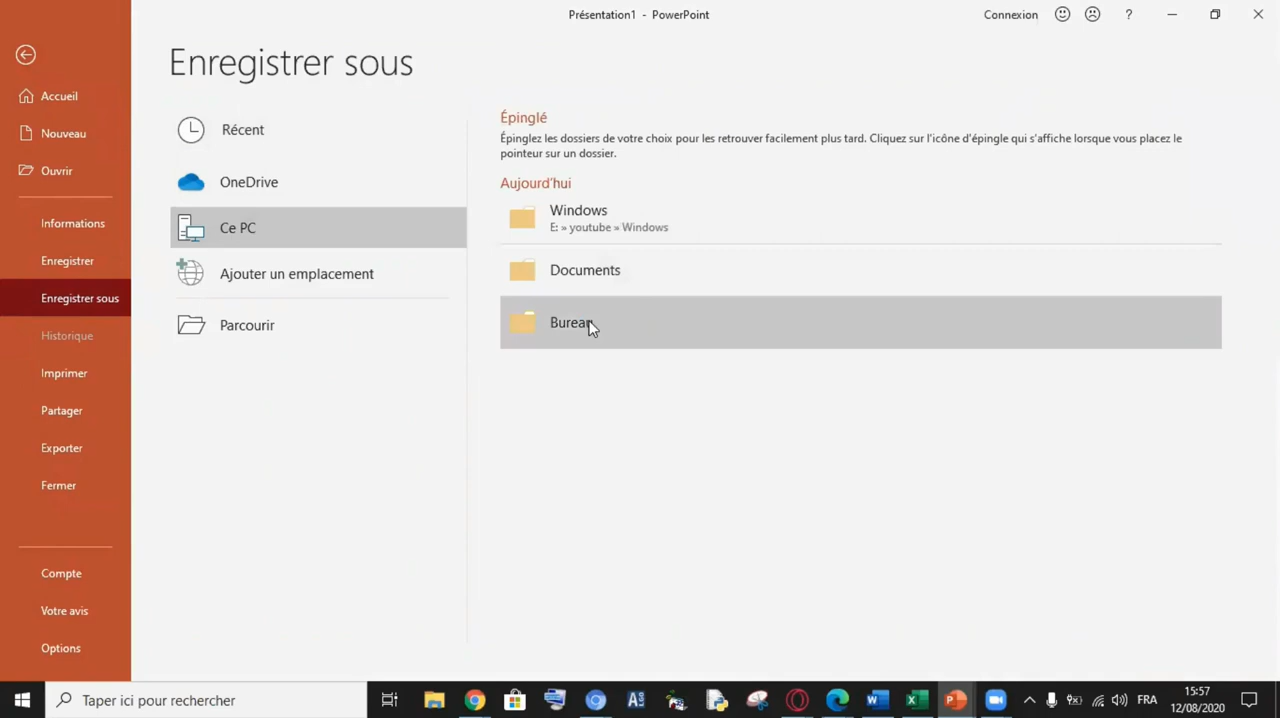 Présentation1 - PowerPoint
Connexion
?
Enregistrer sous
Accueil
Nouveau
Ouvrir
Informations
Enregistrer
Enregistrer sous
Historique
Imprimer
Partager
Exporter
Fermer
Compte
Votre avis
Options
Récent
OneDrive
Ce PC
Ajouter un emplacement
Parcourir
Épinglé
Épinglez les dossiers de votre choix pour les retrouver facilement plus tard. Cliquez sur l'icône d'épingle qui s'affiche lorsque vous placez le
pointeur sur un dossier.
Aujourd'hui
Windows
E: » youtube » Windows
Documents
Bureau
Taper ici pour rechercher
FRA
15:57
12/08/2020